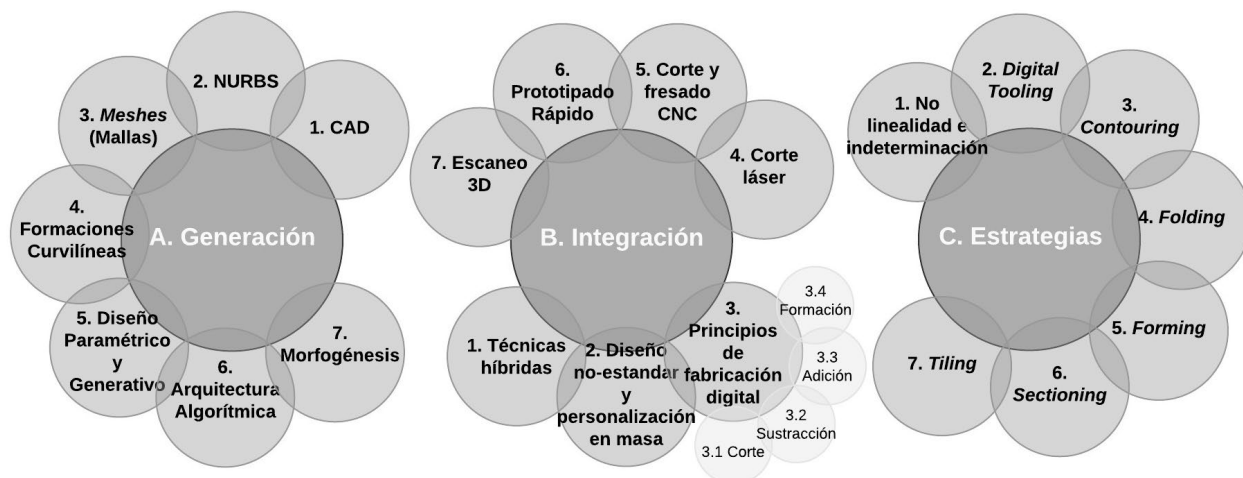 A. Generación
1. CAD
2. NURBS
3. Meshes
(Mallas)
4.
Formaciones
Curvilíneas
5. Diseño
Paramétrico
y
Generativo
6.
Arquitectura
Algorítmica
7.
Morfogénesis
B. Integración
1. Técnicas
híbridas
2. Diseño
no-estandar
y
personalización
en masa
3.
Principios
de
fabricación
digital
3.1 Corte
3.2
Sustracción
3.3
Adición
3.4
Formación
4. Corte
láser
5. Corte y
fresado
CNC
6.
Prototipado
Rápido
7. Escaneo
3D
C. Estrategias
1. No
linealidad e
indeterminación
2. Digital
Tooling
3.
Contouring
4. Folding
5. Forming
6.
Sectioning
7. Tiling